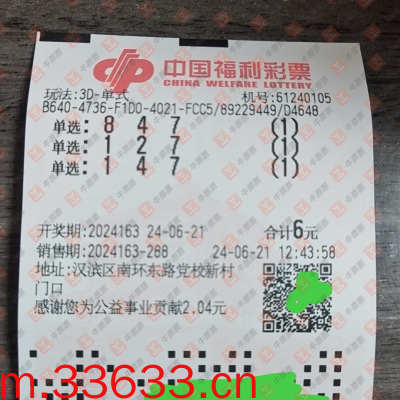 中国福利彩票
CHINA WELFARE LOTTERY
玩法:3D-单式 机号:61240105
B640-4736-F1D0-4021-FCC5/89229449/D4648
单选: 8 4 7 (1)
单选: 1 2 7 (1)
单选: 1 4 7 (1)
开奖期:2024163 24-06-21 合计6元
销售期:2024163-288 24-06-21 12:43:58
地址:汉滨区南环东路党校新村
门口
感谢您为公益事业贡献2.04元
m.33633.cn